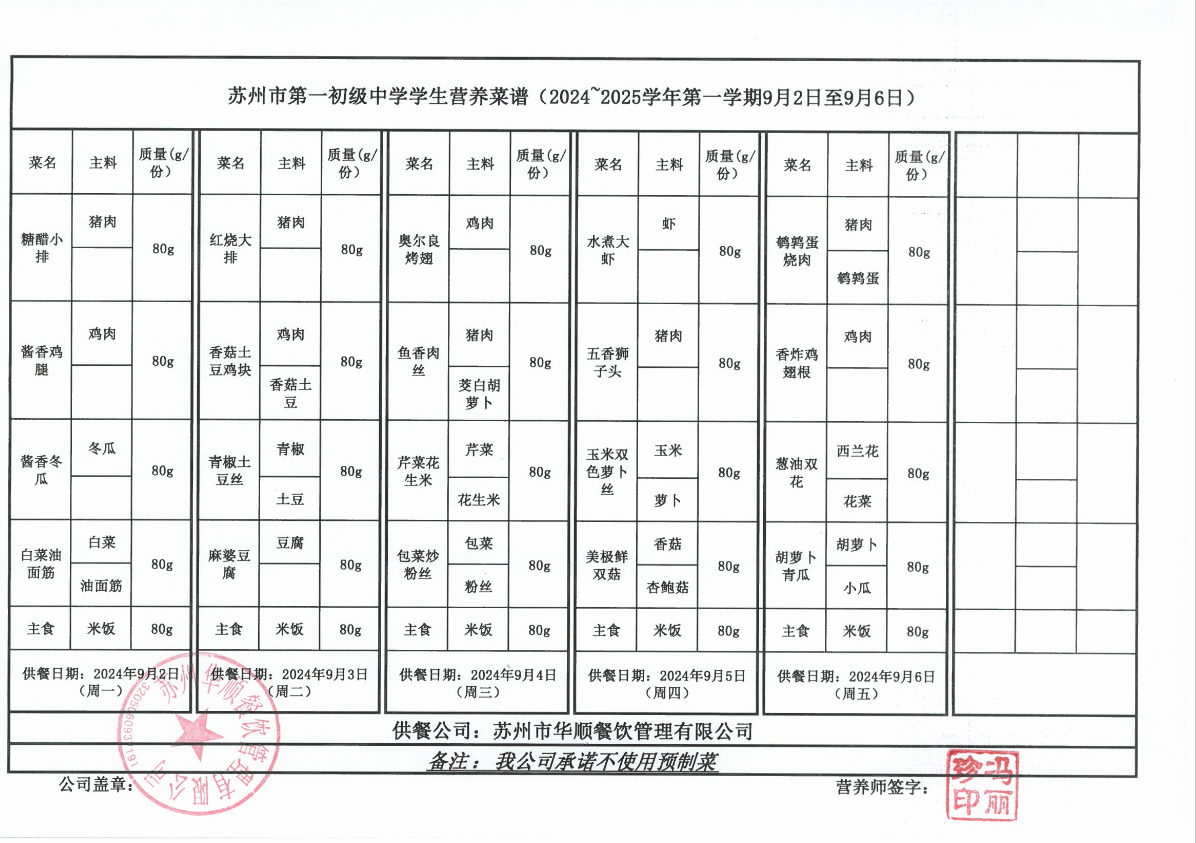 苏州市第一初级中学学生营养菜谱（2024~2025学年第一学期9月2日至9月6日）
菜名 主料 质量(g/份) 菜名 主料 质量(g/份) 菜名 主料 质量(g/份) 菜名 主料 质量(g/份) 菜名 主料 质量(g/份)
糖醋小排 猪肉 80g 红烧大排 猪肉 80g 奥尔良烤翅 鸡肉 80g 水煮大虾 虾 80g 鹌鹑蛋烧肉 猪肉 鹌鹑蛋 80g
酱香鸡腿 鸡肉 80g 香菇土豆鸡块 鸡肉 香菇土豆 80g 鱼香肉丝 猪肉 茭白胡萝卜 80g 五香狮子头 猪肉 80g 香炸鸡翅根 鸡肉 80g
酱香冬瓜 冬瓜 80g 青椒土豆丝 青椒 土豆 80g 芹菜花生米 芹菜 花生米 80g 玉米双色萝卜丝 玉米 萝卜 80g 葱油双花 西兰花 花菜 80g
白菜油面筋 白菜 油面筋 80g 麻婆豆腐 豆腐 80g 包菜炒粉丝 包菜 粉丝 80g 美极鲜双菇 香菇 杏鲍菇 80g 胡萝卜青瓜 胡萝卜 小瓜 80g
主食 米饭 80g 主食 米饭 80g 主食 米饭 80g 主食 米饭 80g 主食 米饭 80g
供餐日期：2024年9月2日（周一） 供餐日期：2024年9月3日（周二） 供餐日期：2024年9月4日（周三） 供餐日期：2024年9月5日（周四） 供餐日期：2024年9月6日（周五）
供餐公司：苏州市华顺餐饮管理有限公司
备注：我公司承诺不使用预制菜
公司盖章： 营养师签字：
苏州华顺餐饮管理有限公司
冯丽珍印